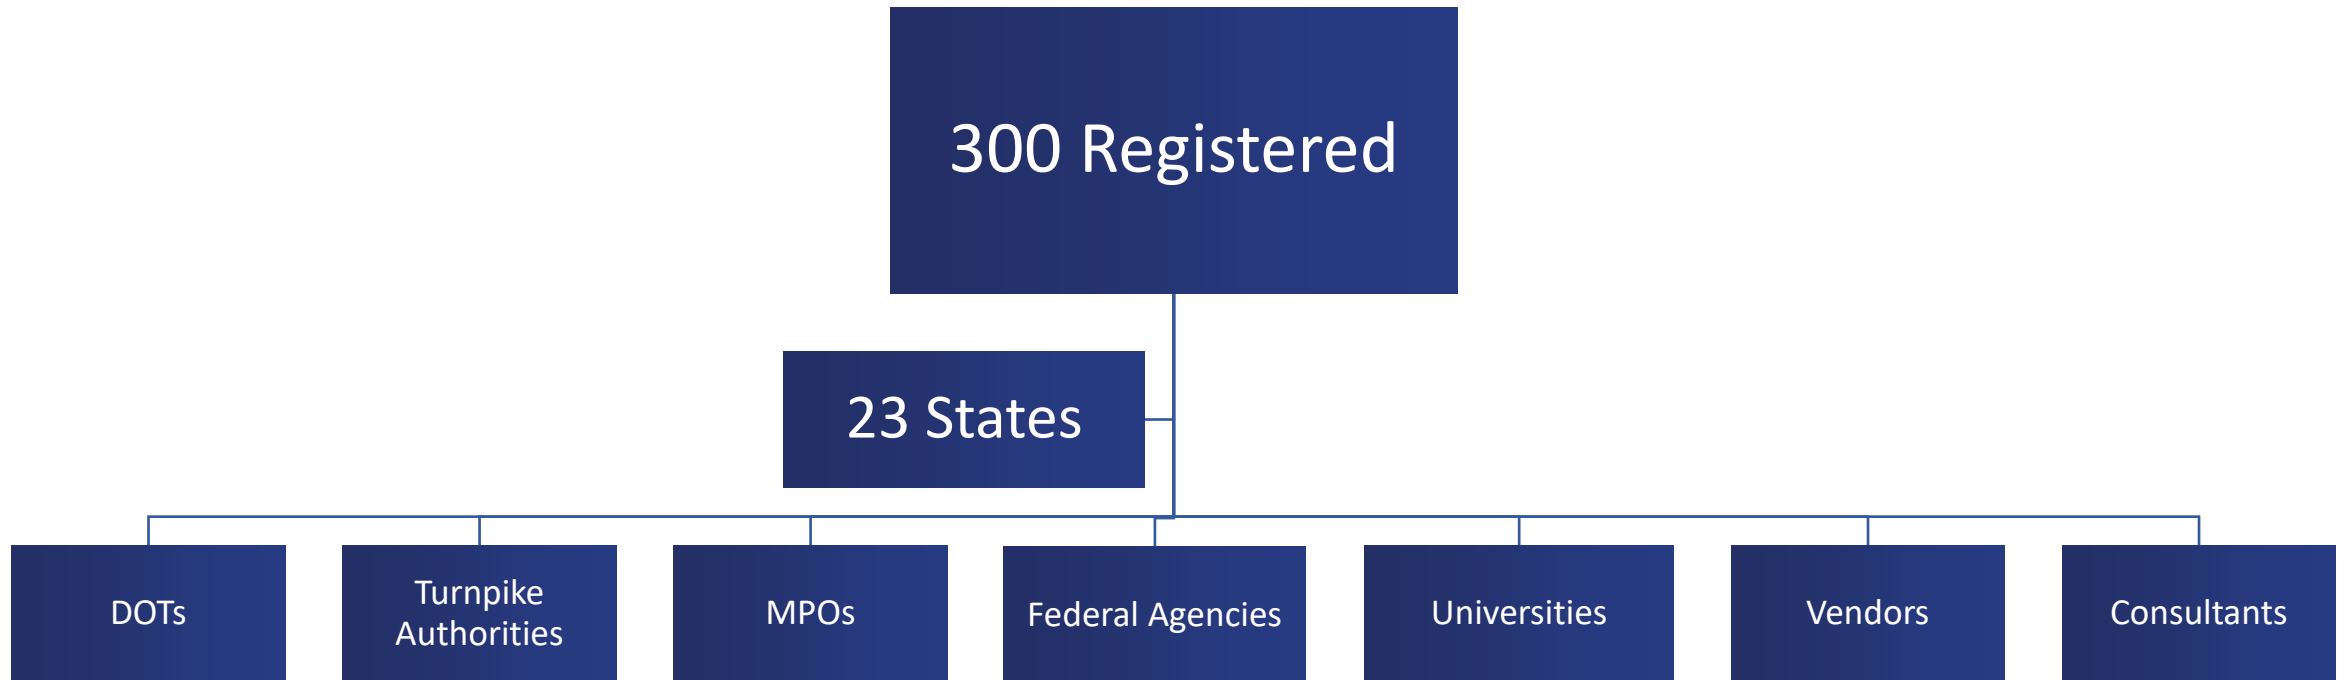 300 Registered
23 States
DOTs
Turnpike
Authorities
MPOs
Federal Agencies
Universities
Vendors
Consultants